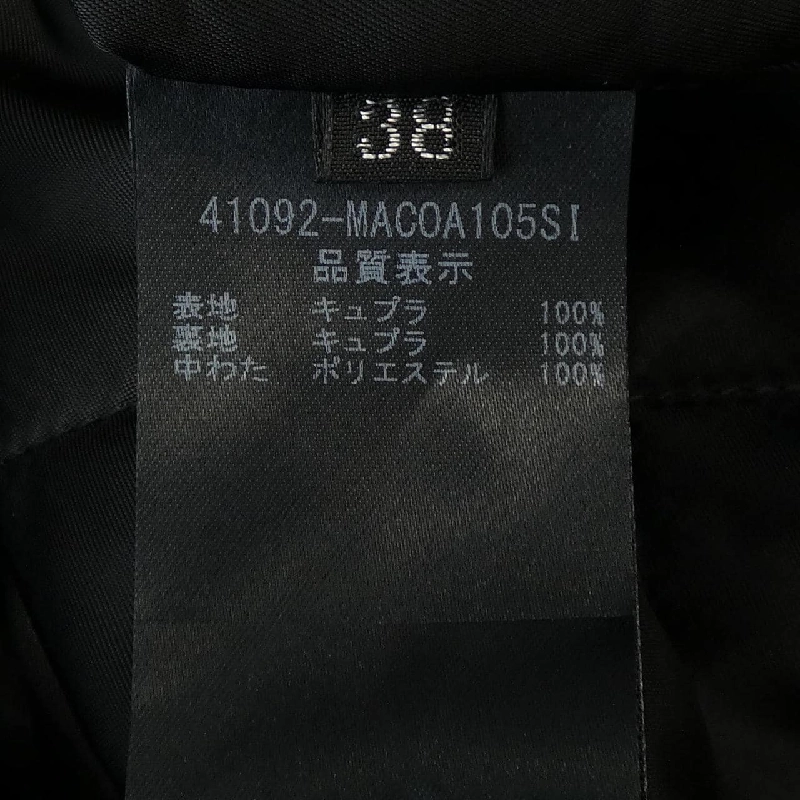 38
41092-MACOA105SI
品質表示
表地 キュプラ 100%
裏地 キュプラ 100%
中わた ポリエステル 100%